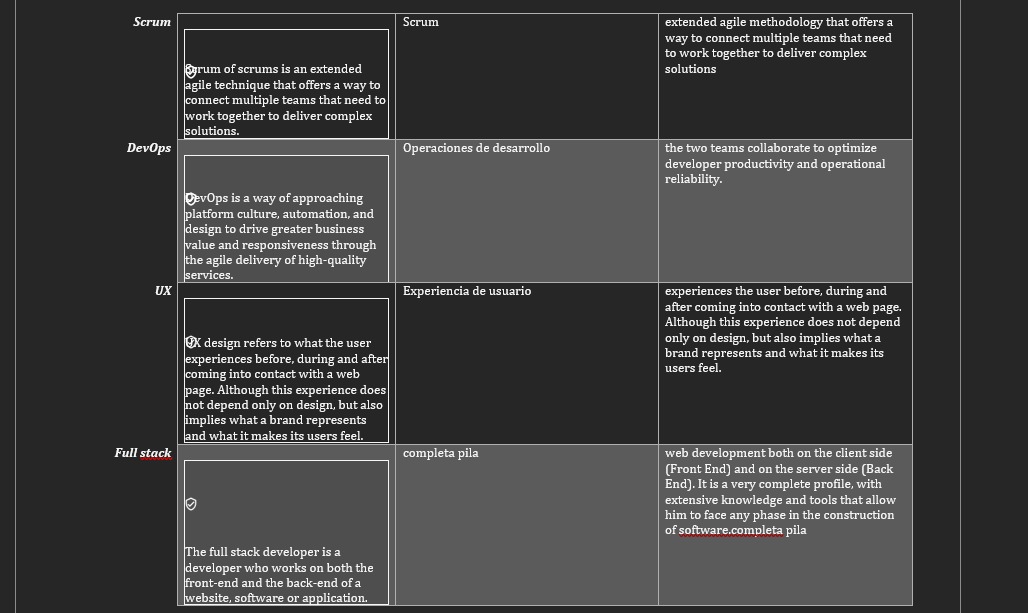 Scrum
Scrum of scrums is an extended
agile technique that offers a way to
connect multiple teams that need to
work together to deliver complex
solutions.
Scrum
extended agile methodology that offers a
way to connect multiple teams that need
to work together to deliver complex
solutions
DevOps
DevOps is a way of approaching
platform culture, automation, and
design to drive greater business
value and responsiveness through
the agile delivery of high-quality
services.
Operaciones de desarrollo
the two teams collaborate to optimize
developer productivity and operational
reliability.
UX
UX design refers to what the user
experiences before, during and after
coming into contact with a web
page. Although this experience does
not depend only on design, but also
implies what a brand represents
and what it makes its users feel.
Experiencia de usuario
experiences the user before, during and
after coming into contact with a web page.
Although this experience does not depend
only on design, but also implies what a
brand represents and what it makes its
users feel.
Full stack
The full stack developer is a
developer who works on both the
front-end and the back-end of a
website, software or application.
completa pila
web development both on the client side
(Front End) and on the server side (Back
End). It is a very complete profile, with
extensive knowledge and tools that allow
him to face any phase in the construction
of software.completa pila